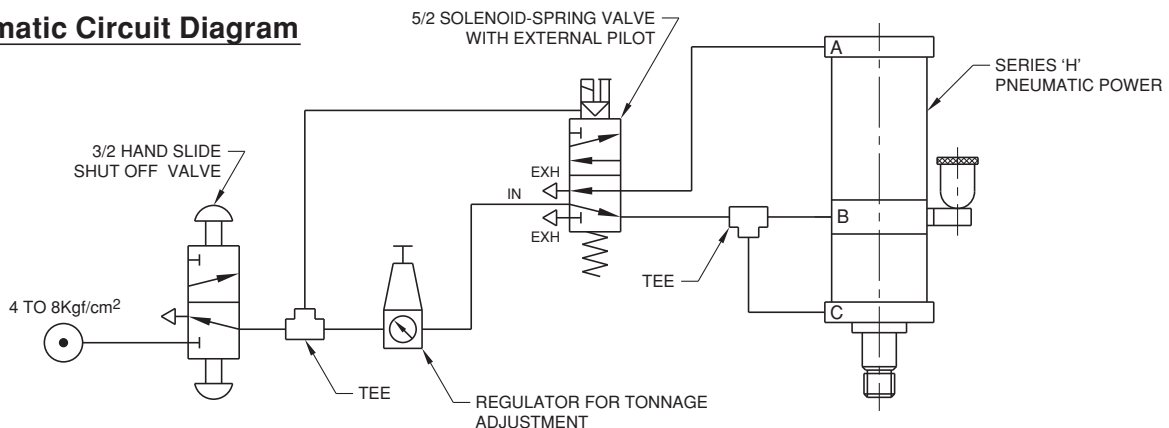 matic Circuit Diagram
5/2 SOLENOID-SPRING VALVE
WITH EXTERNAL PILOT
A
SERIES 'H'
PNEUMATIC POWER
3/2 HAND SLIDE
SHUT OFF VALVE
EXH
IN
B
EXH
TEE
4 TO 8Kgf/cm²
C
TEE
REGULATOR FOR TONNAGE
ADJUSTMENT